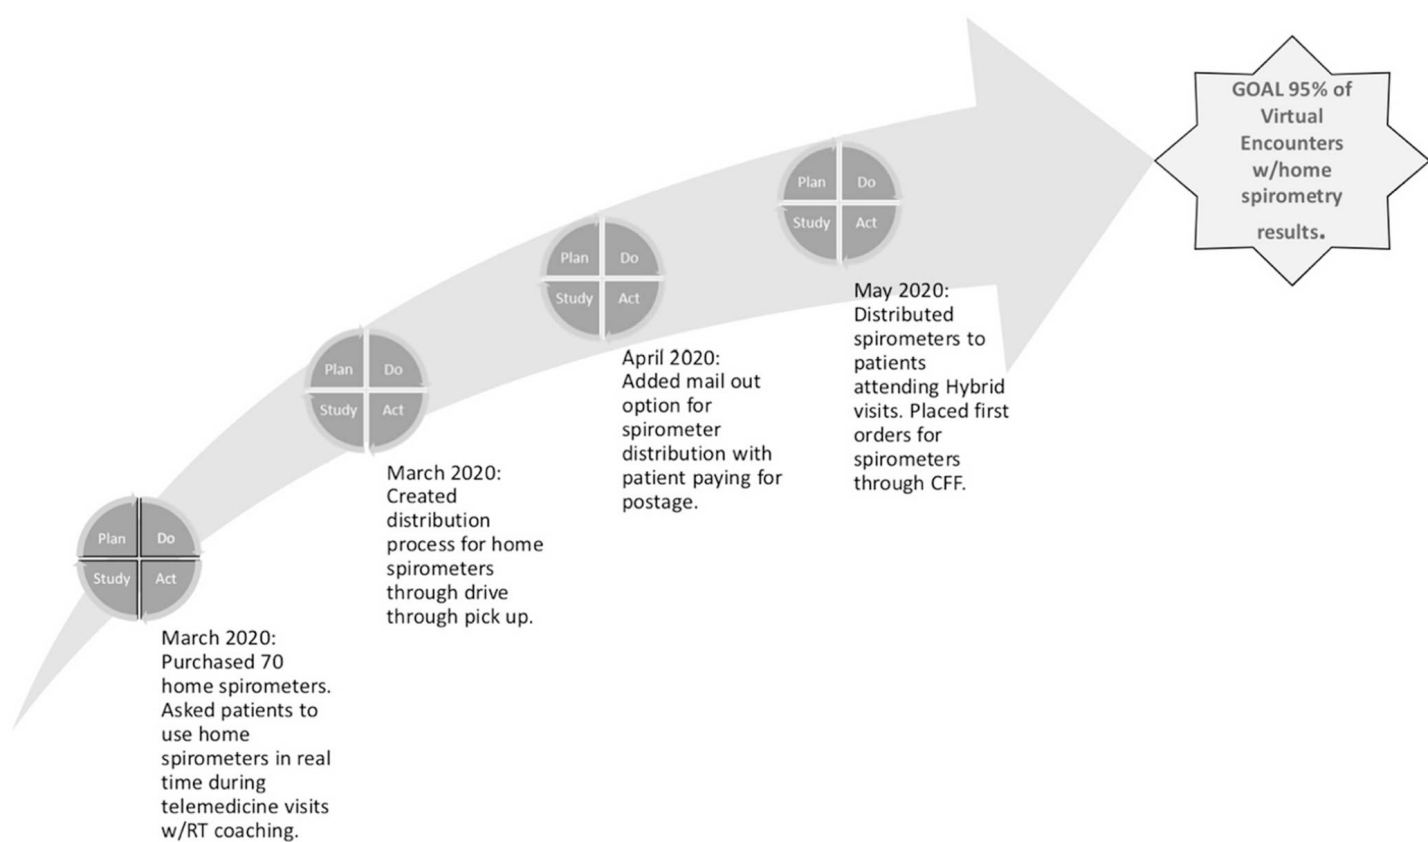 Plan Do
Study Act
March 2020:
Purchased 70
home spirometers.
Asked patients to
use home
spirometers in real
time during
telemedicine visits
w/RT coaching.
Plan Do
Study Act
March 2020:
Created
distribution
process for home
spirometers
through drive
through pick up.
Plan Do
Study Act
April 2020:
Added mail out
option for
spirometer
distribution with
patient paying for
postage.
Plan Do
Study Act
May 2020:
Distributed
spirometers to
patients
attending Hybrid
visits. Placed first
orders for
spirometers
through CFF.
GOAL 95% of
Virtual
Encounters
w/home
spirometry
results.